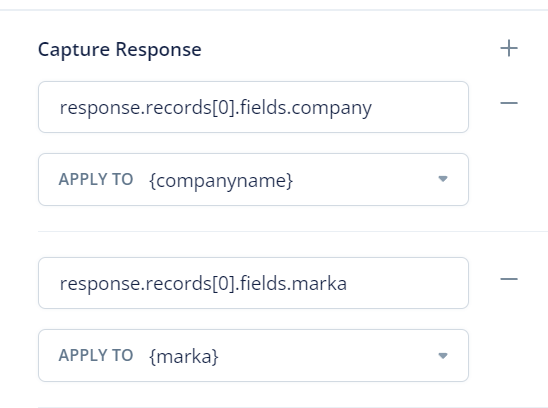 Capture Response
response.records[0].fields.company
APPLY TO {companyname}
response.records[0].fields.marka
APPLY TO {marka}